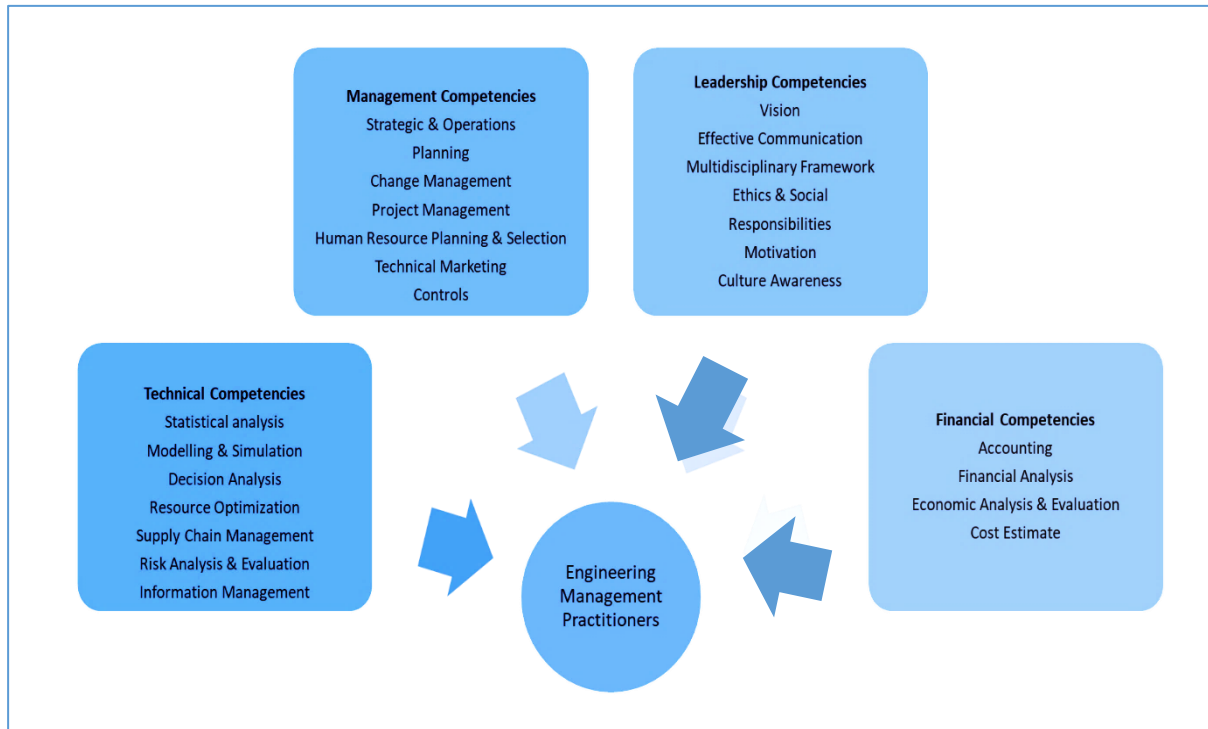 Management Competencies
Strategic & Operations
Planning
Change Management
Project Management
Human Resource Planning & Selection
Technical Marketing
Controls
Leadership Competencies
Vision
Effective Communication
Multidisciplinary Framework
Ethics & Social
Responsibilities
Motivation
Culture Awareness
Technical Competencies
Statistical analysis
Modelling & Simulation
Decision Analysis
Resource Optimization
Supply Chain Management
Risk Analysis & Evaluation
Information Management
Financial Competencies
Accounting
Financial Analysis
Economic Analysis & Evaluation
Cost Estimate
Engineering
Management
Practitioners